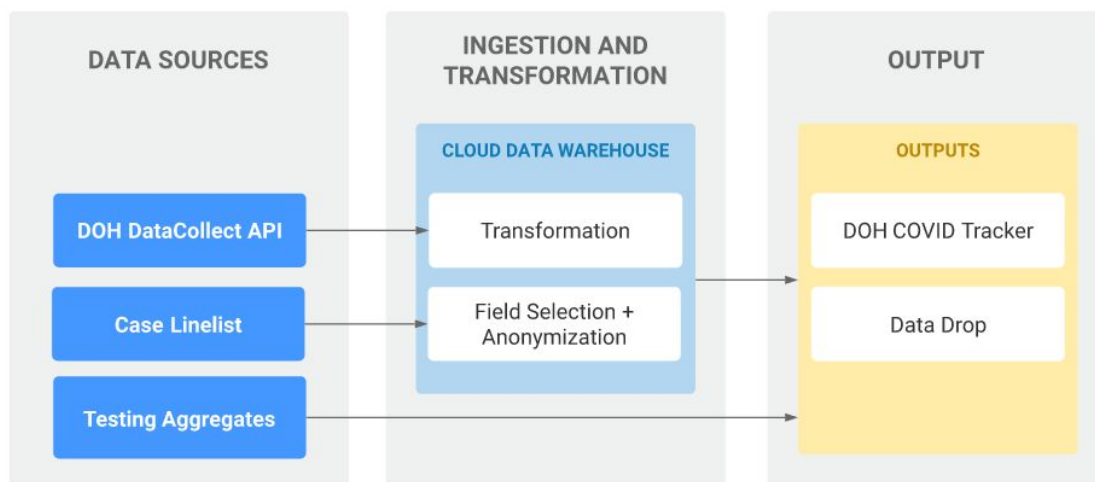 DATA SOURCES
INGESTION AND
TRANSFORMATION
OUTPUT
CLOUD DATA WAREHOUSE
OUTPUTS
DOH DataCollect API
Transformation
DOH COVID Tracker
Case Linelist
Field Selection +
Anonymization
Data Drop
Testing Aggregates